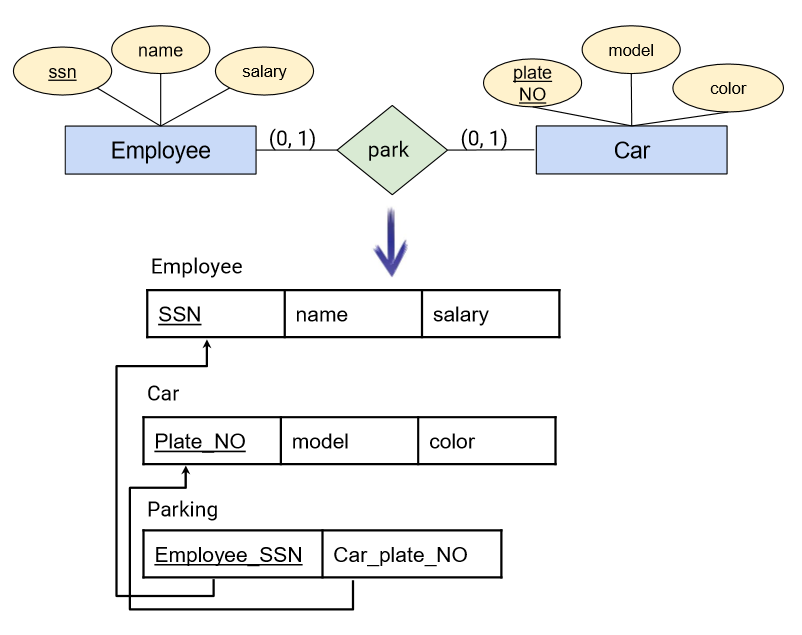 ssn
name
salary
plate
NO
model
color
Employee
(0, 1)
park
(0, 1)
Car
Employee
SSN
name
salary
Car
Plate_NO
model
color
Parking
Employee_SSN
Car_plate_NO